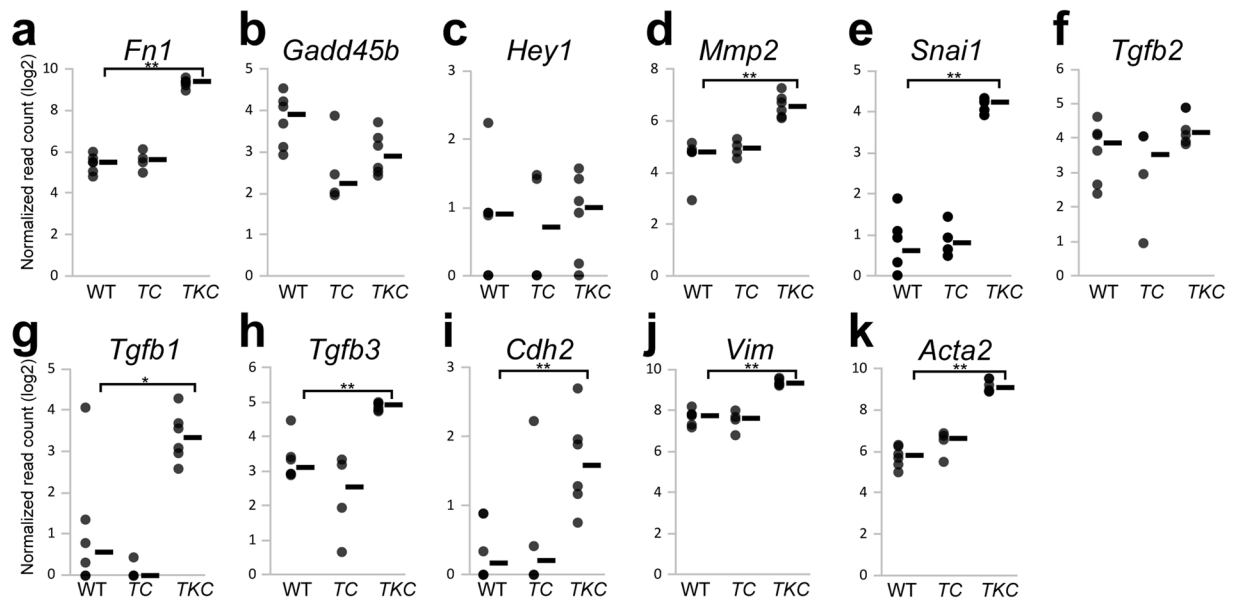 a b c d e f
Fn1 Gadd45b Hey1 Mmp2 Snai1 Tgfb2
Normalized read count (log2)
10 8 6 4 2 0
**
WT TC TKC
5 4 3 2 1 0
WT TC TKC
3 2 1 0
WT TC TKC
8 6 4 2 0
**
WT TC TKC
5 4 3 2 1 0
**
WT TC TKC
6 5 4 3 2 1 0
WT TC TKC
g h i j k
Tgfb1 Tgfb3 Cdh2 Vim Acta2
Normalized read count (log2)
5 4 3 2 1 0
*
WT TC TKC
6 5 4 3 2 1 0
**
WT TC TKC
3 2 1 0
**
WT TC TKC
10 8 6 4 2 0
**
WT TC TKC
10 8 6 4 2 0
**
WT TC TKC